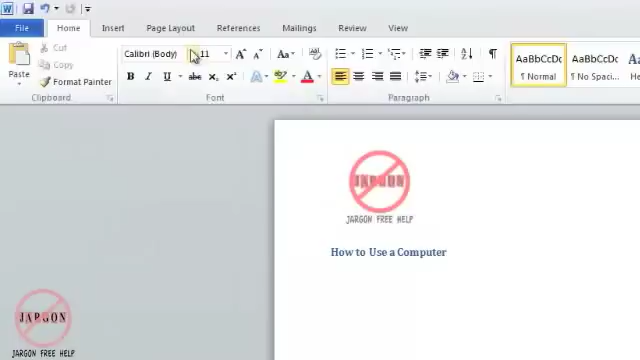 File Home Insert Page Layout References Mailings Review View
Paste
Cut
Copy
Format Painter
Clipboard
Calibri (Body) 11
Font
Paragraph
AaBbCcDc AaBbCcDc
¶ Normal ¶ No Spaci...
JARGON
JARGON FREE HELP
How to Use a Computer
JARGON
JARGON FREE HELP